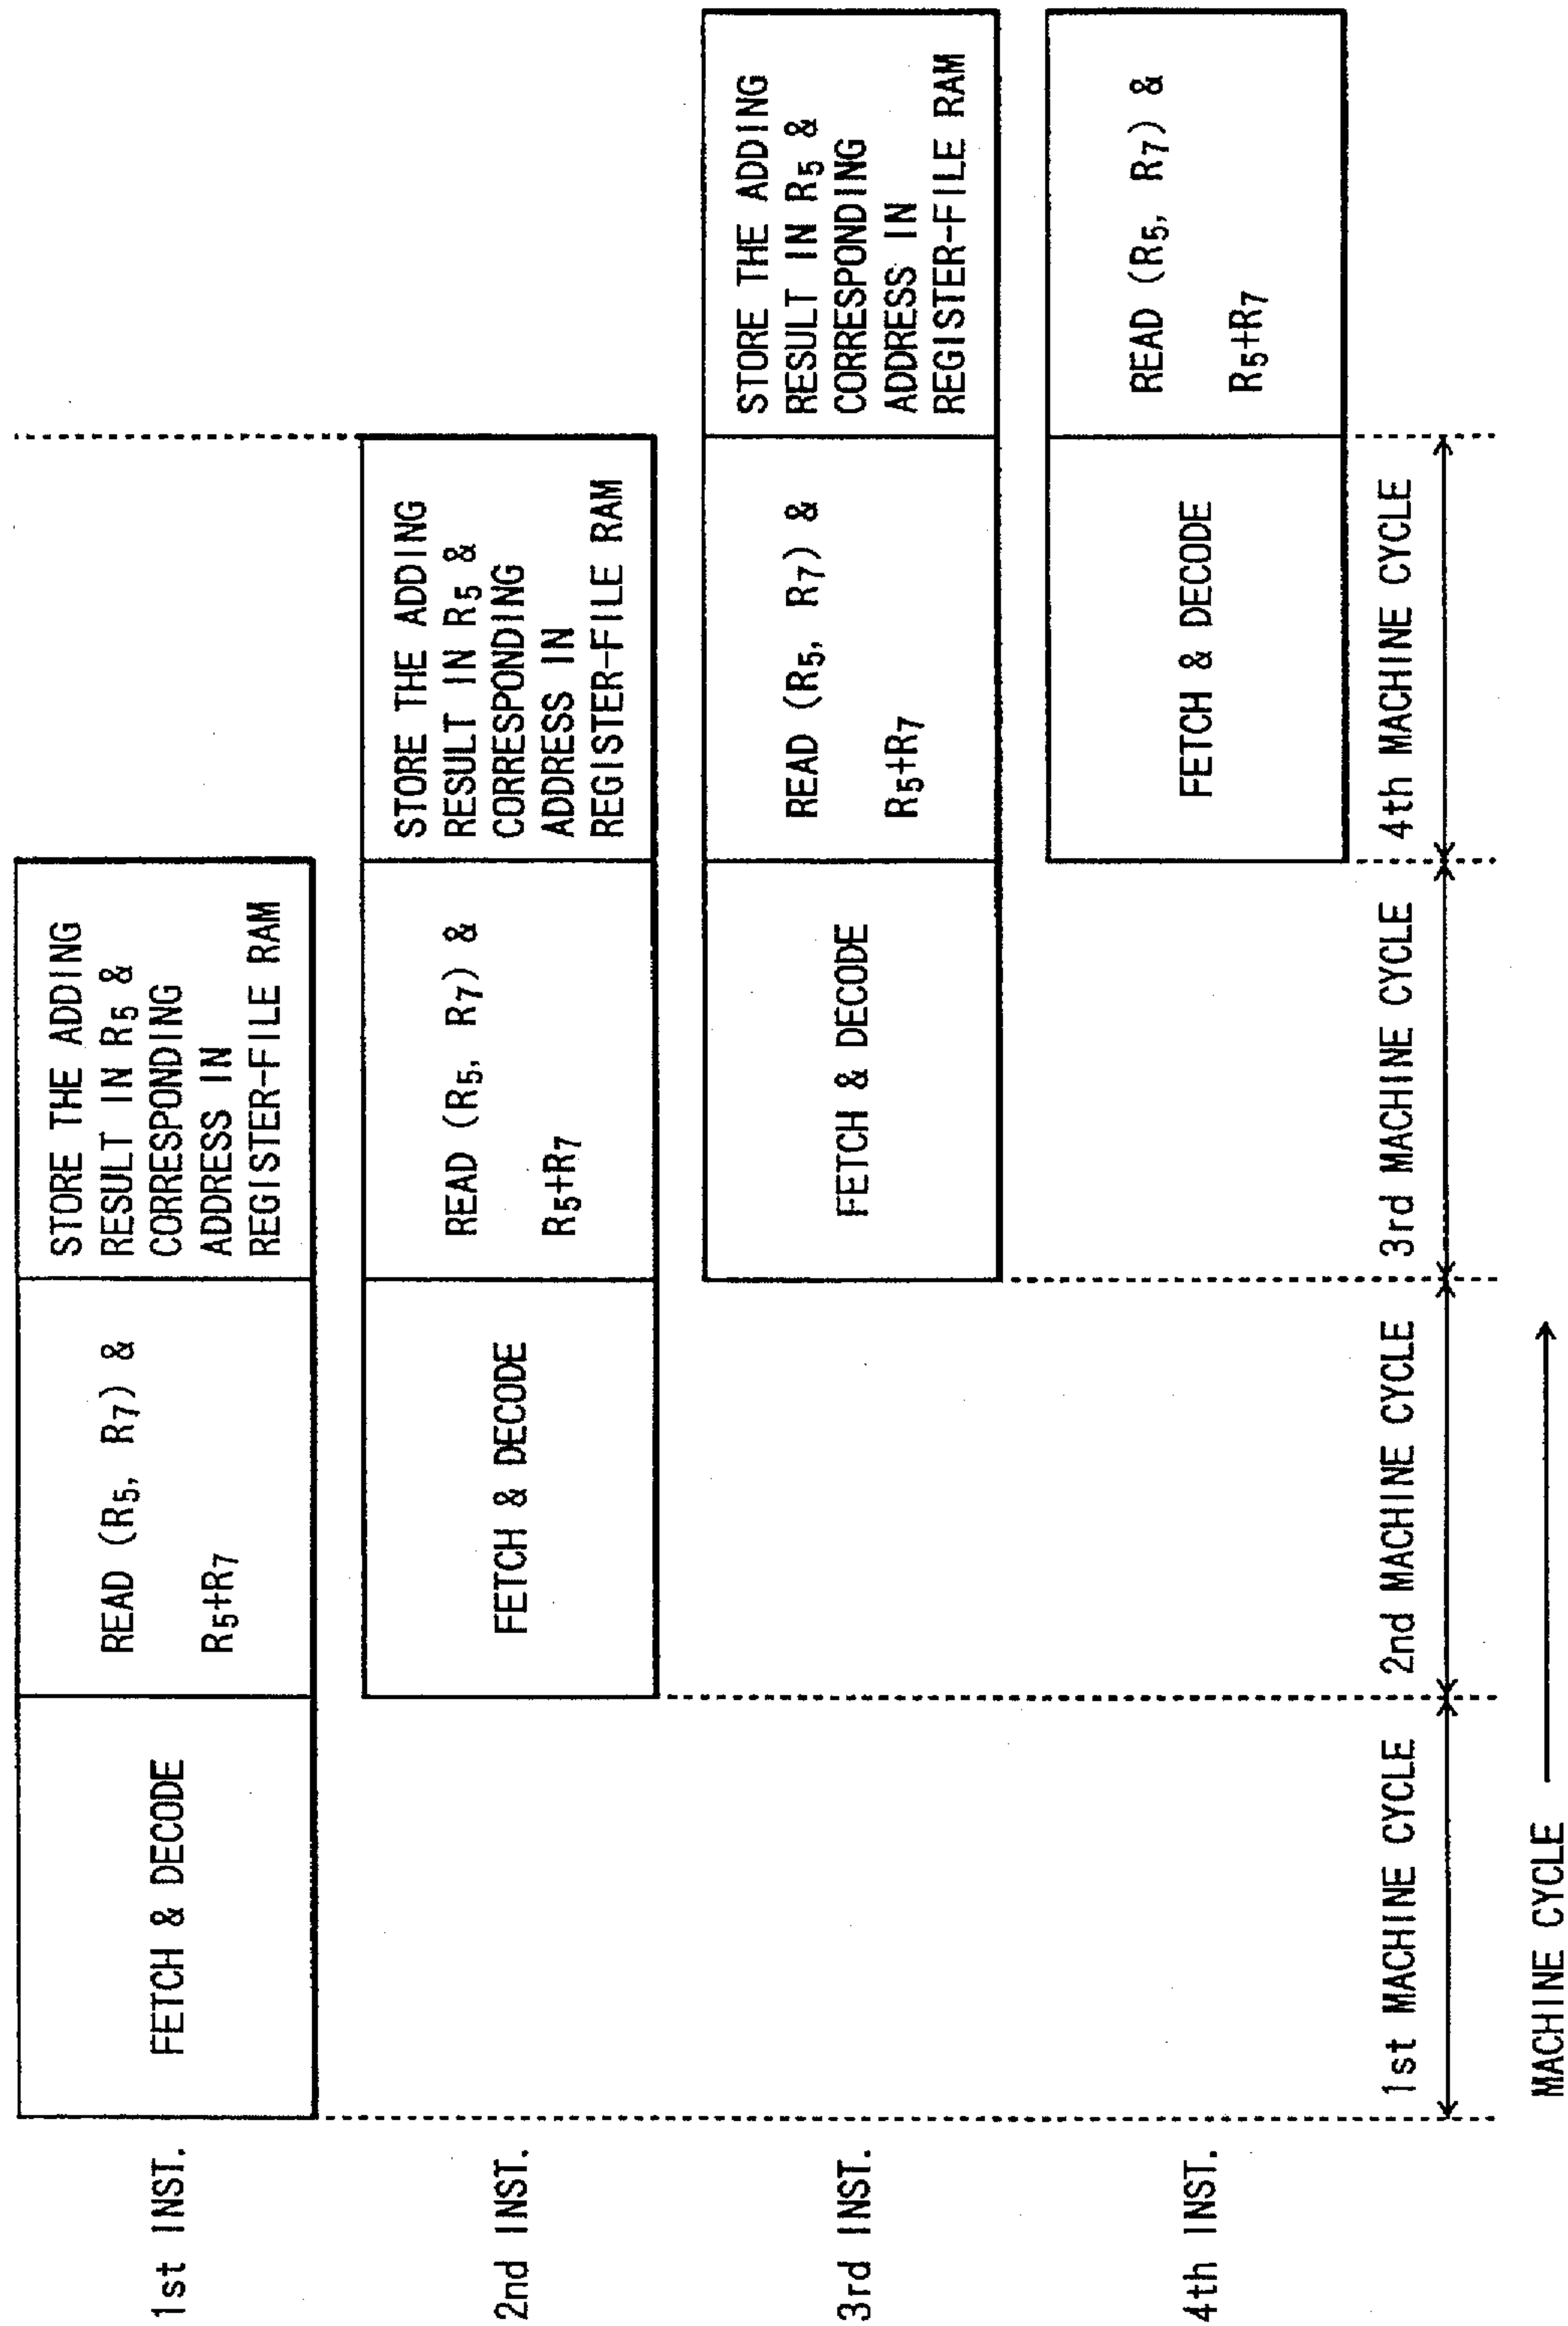 1st INST.
FETCH & DECODE
READ (R5, R7) &
R5+R7
STORE THE ADDING
RESULT IN R5 &
CORRESPONDING
ADDRESS IN
REGISTER-FILE RAM
2nd INST.
FETCH & DECODE
READ (R5, R7) &
R5+R7
STORE THE ADDING
RESULT IN R5 &
CORRESPONDING
ADDRESS IN
REGISTER-FILE RAM
3rd INST.
FETCH & DECODE
READ (R5, R7) &
R5+R7
STORE THE ADDING
RESULT IN R5 &
CORRESPONDING
ADDRESS IN
REGISTER-FILE RAM
4th INST.
FETCH & DECODE
READ (R5, R7) &
R5+R7
1st MACHINE CYCLE
2nd MACHINE CYCLE
3rd MACHINE CYCLE
4th MACHINE CYCLE
MACHINE CYCLE